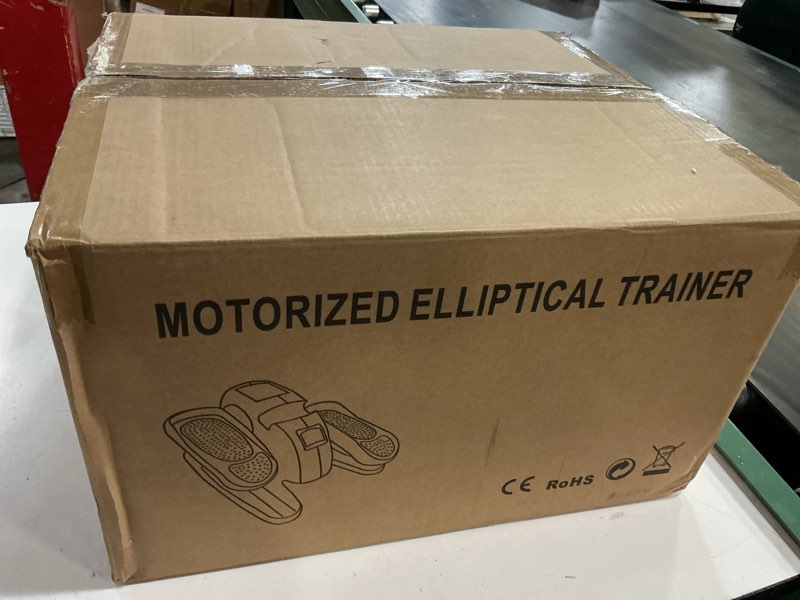 MOTORIZED ELLIPTICAL TRAINER
CE RoHS